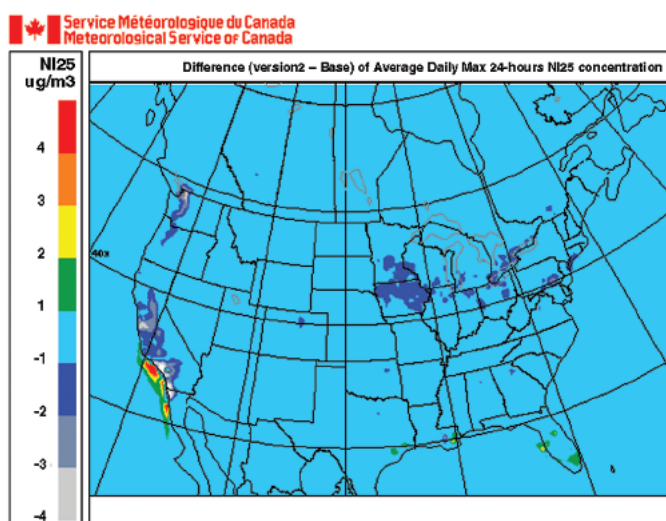 Service Météorologique du Canada
Meteorological Service of Canada
NI25
ug/m3
Difference (version2 – Base) of Average Daily Max 24-hours NI25 concentration
4
3
2
1
-1
-2
-3
-4